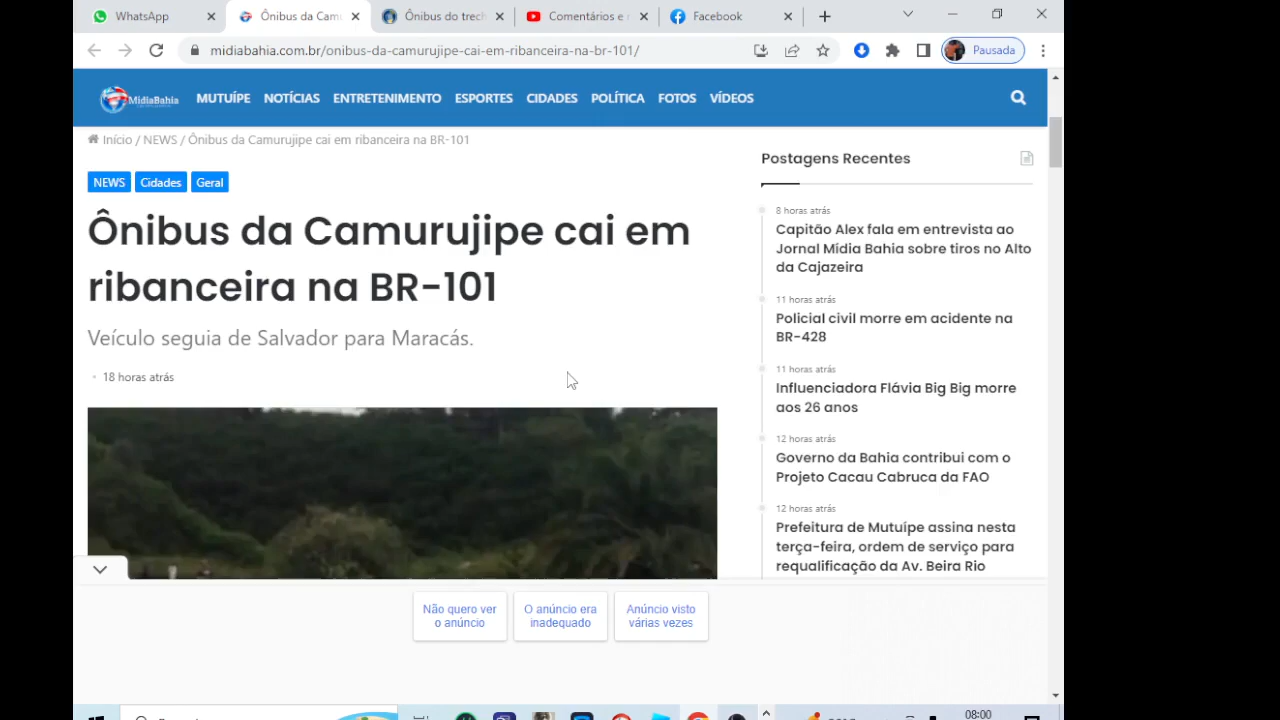 WhatsApp
Ônibus da Camu
Ônibus do trech
Comentários e r
Facebook
midiabahia.com.br/onibus-da-camurujipe-cai-em-ribanceira-na-br-101/
Pausada
MídiaBahia
MUTUÍPE NOTÍCIAS ENTRETENIMENTO ESPORTES CIDADES POLÍTICA FOTOS VÍDEOS
Início / NEWS / Ônibus da Camurujipe cai em ribanceira na BR-101
NEWS Cidades Geral
Ônibus da Camurujipe cai em
ribanceira na BR-101
Veículo seguia de Salvador para Maracás.
18 horas atrás
Postagens Recentes
8 horas atrás
Capitão Alex fala em entrevista ao
Jornal Mídia Bahia sobre tiros no Alto
da Cajazeira
11 horas atrás
Policial civil morre em acidente na
BR-428
11 horas atrás
Influenciadora Flávia Big Big morre
aos 26 anos
12 horas atrás
Governo da Bahia contribui com o
Projeto Cacau Cabruca da FAO
12 horas atrás
Prefeitura de Mutuípe assina nesta
terça-feira, ordem de serviço para
requalificação da Av. Beira Rio
Não quero ver
o anúncio
O anúncio era
inadequado
Anúncio visto
várias vezes
08:00